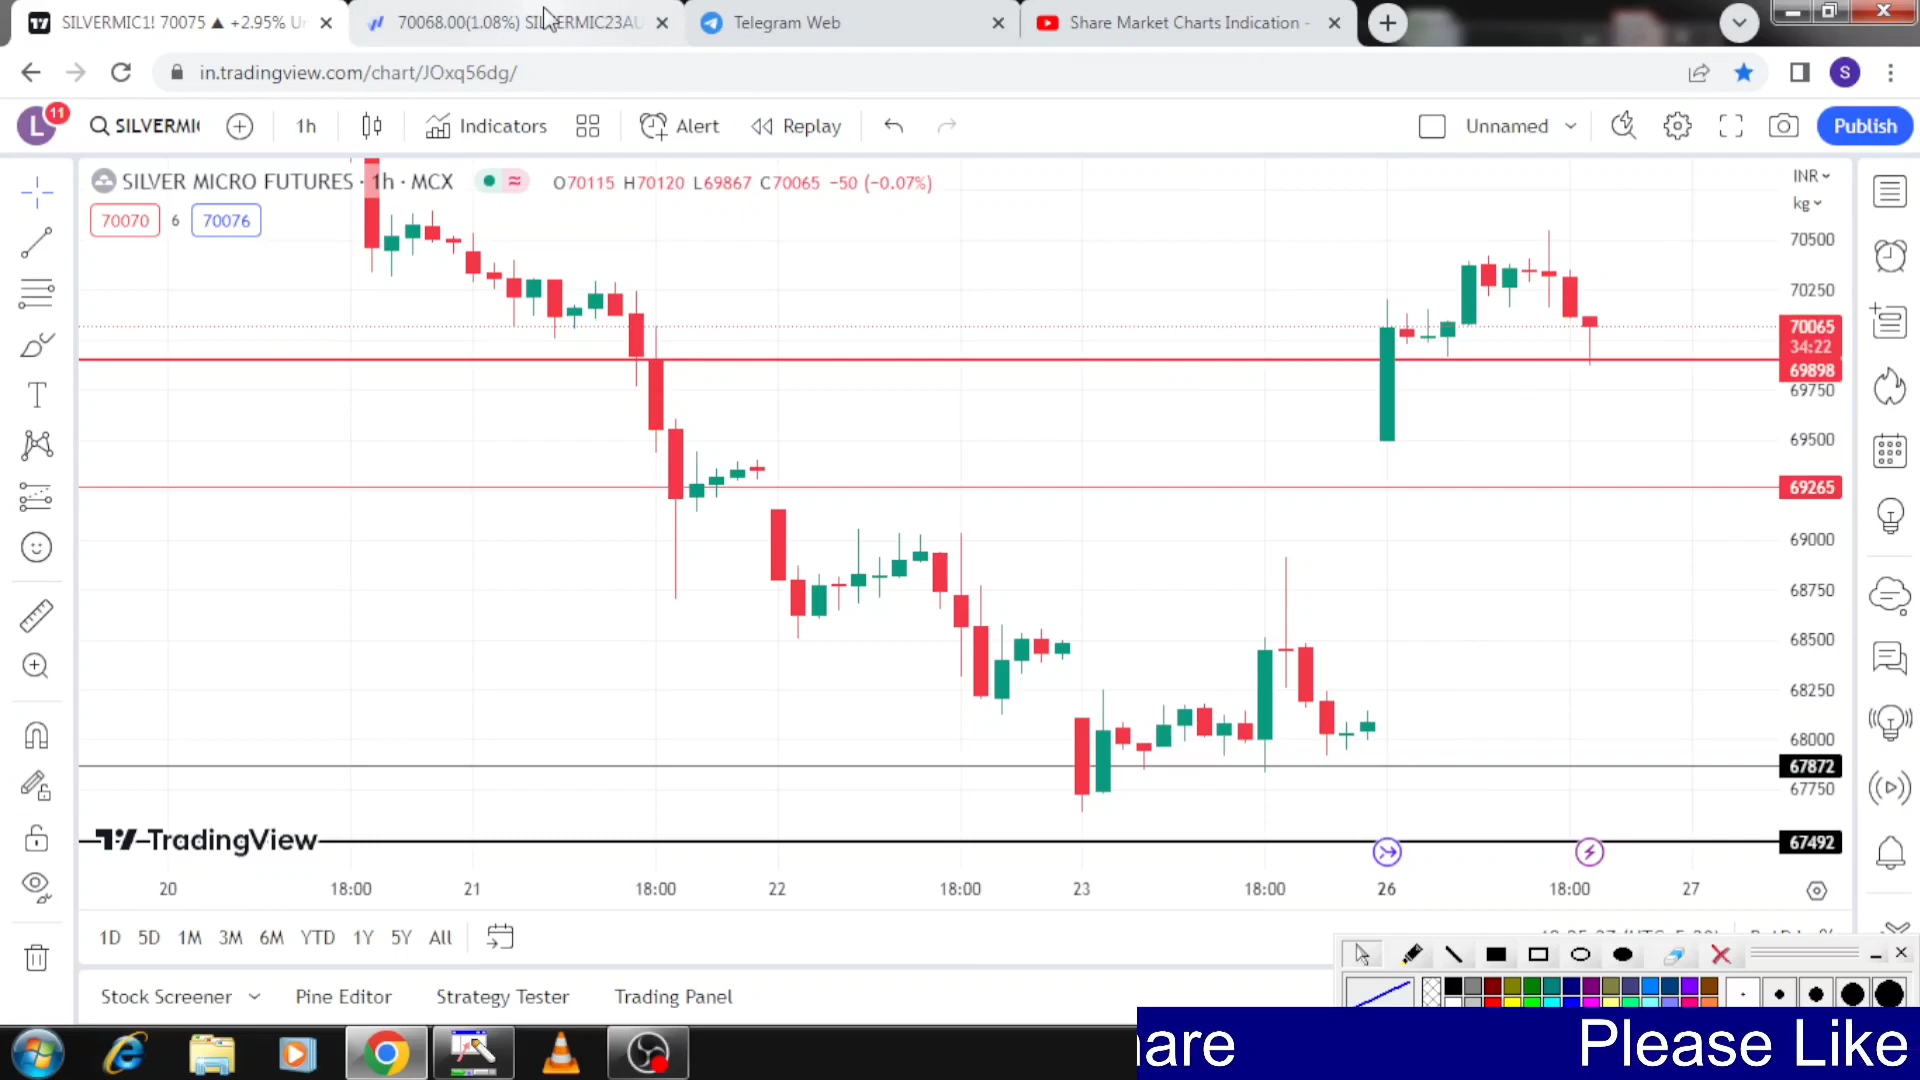 SILVERMIC1! 70075 ▲ +2.95% U
70068.00(1.08%) SILVERMIC23AU
Telegram Web
Share Market Charts Indication -
in.tradingview.com/chart/JOxq56dg/
S
L
11
SILVERMI
1h
Indicators
Alert
Replay
Unnamed
Publish
SILVER MICRO FUTURES · 1h · MCX
O70115 H70120 L69867 C70065 −50 (−0.07%)
70070
6
70076
INR
kg
70500
70250
70065
34:22
69898
69750
69500
69265
69000
68750
68500
68250
68000
67872
67750
67492
TradingView
20
18:00
21
18:00
22
18:00
23
18:00
26
18:00
27
1D 5D 1M 3M 6M YTD 1Y 5Y All
Stock Screener
Pine Editor
Strategy Tester
Trading Panel
are
Please Like